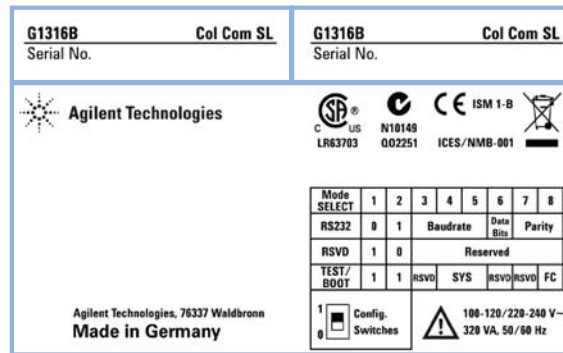 G1316B Col Com SL
Serial No.
G1316B Col Com SL
Serial No.
Agilent Technologies
SA ® C US
LR63703
N10149
QO2251
CE ISM 1-B
ICES/NMB-001
Mode SELECT 1 2 3 4 5 6 7 8
RS232 0 1 Baudrate Data Bits Parity
RSVD 1 0 Reserved
TEST/ BOOT 1 1 RSVD SYS RSVD RSVD FC
1 0 Config. Switches
100-120/220-240 V~
320 VA, 50/60 Hz
Agilent Technologies, 76337 Waldbronn
Made in Germany